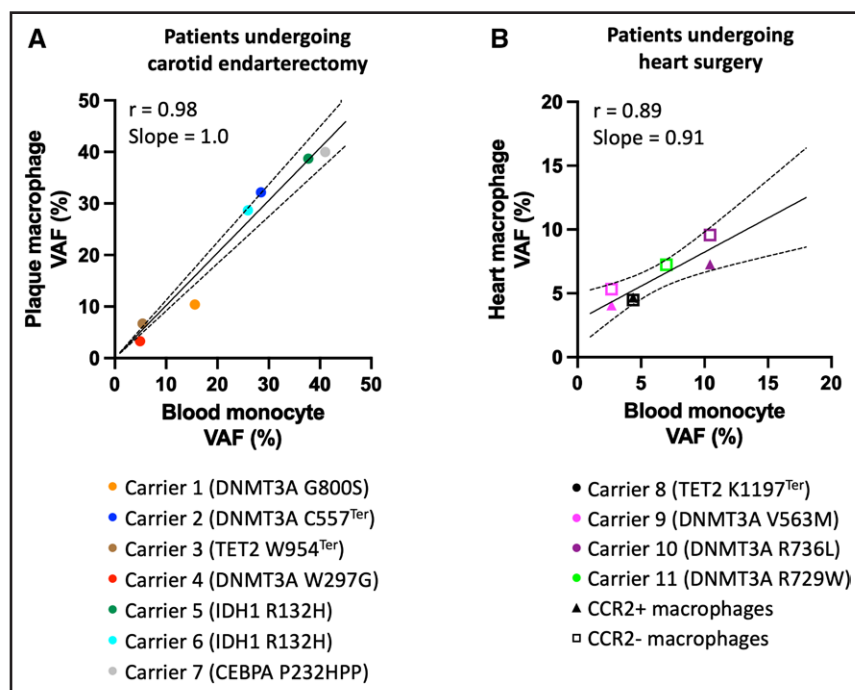 A
Patients undergoing
carotid endarterectomy
r = 0.98
Slope = 1.0
Plaque macrophage
VAF (%)
50
40
30
20
10
0
0 10 20 30 40 50
Blood monocyte
VAF (%)
Carrier 1 (DNMT3A G800S)
Carrier 2 (DNMT3A C557Ter)
Carrier 3 (TET2 W954Ter)
Carrier 4 (DNMT3A W297G)
Carrier 5 (IDH1 R132H)
Carrier 6 (IDH1 R132H)
Carrier 7 (CEBPA P232HPP)
B
Patients undergoing
heart surgery
r = 0.89
Slope = 0.91
Heart macrophage
VAF (%)
20
15
10
5
0
0 5 10 15 20
Blood monocyte
VAF (%)
Carrier 8 (TET2 K1197Ter)
Carrier 9 (DNMT3A V563M)
Carrier 10 (DNMT3A R736L)
Carrier 11 (DNMT3A R729W)
CCR2+ macrophages
CCR2- macrophages